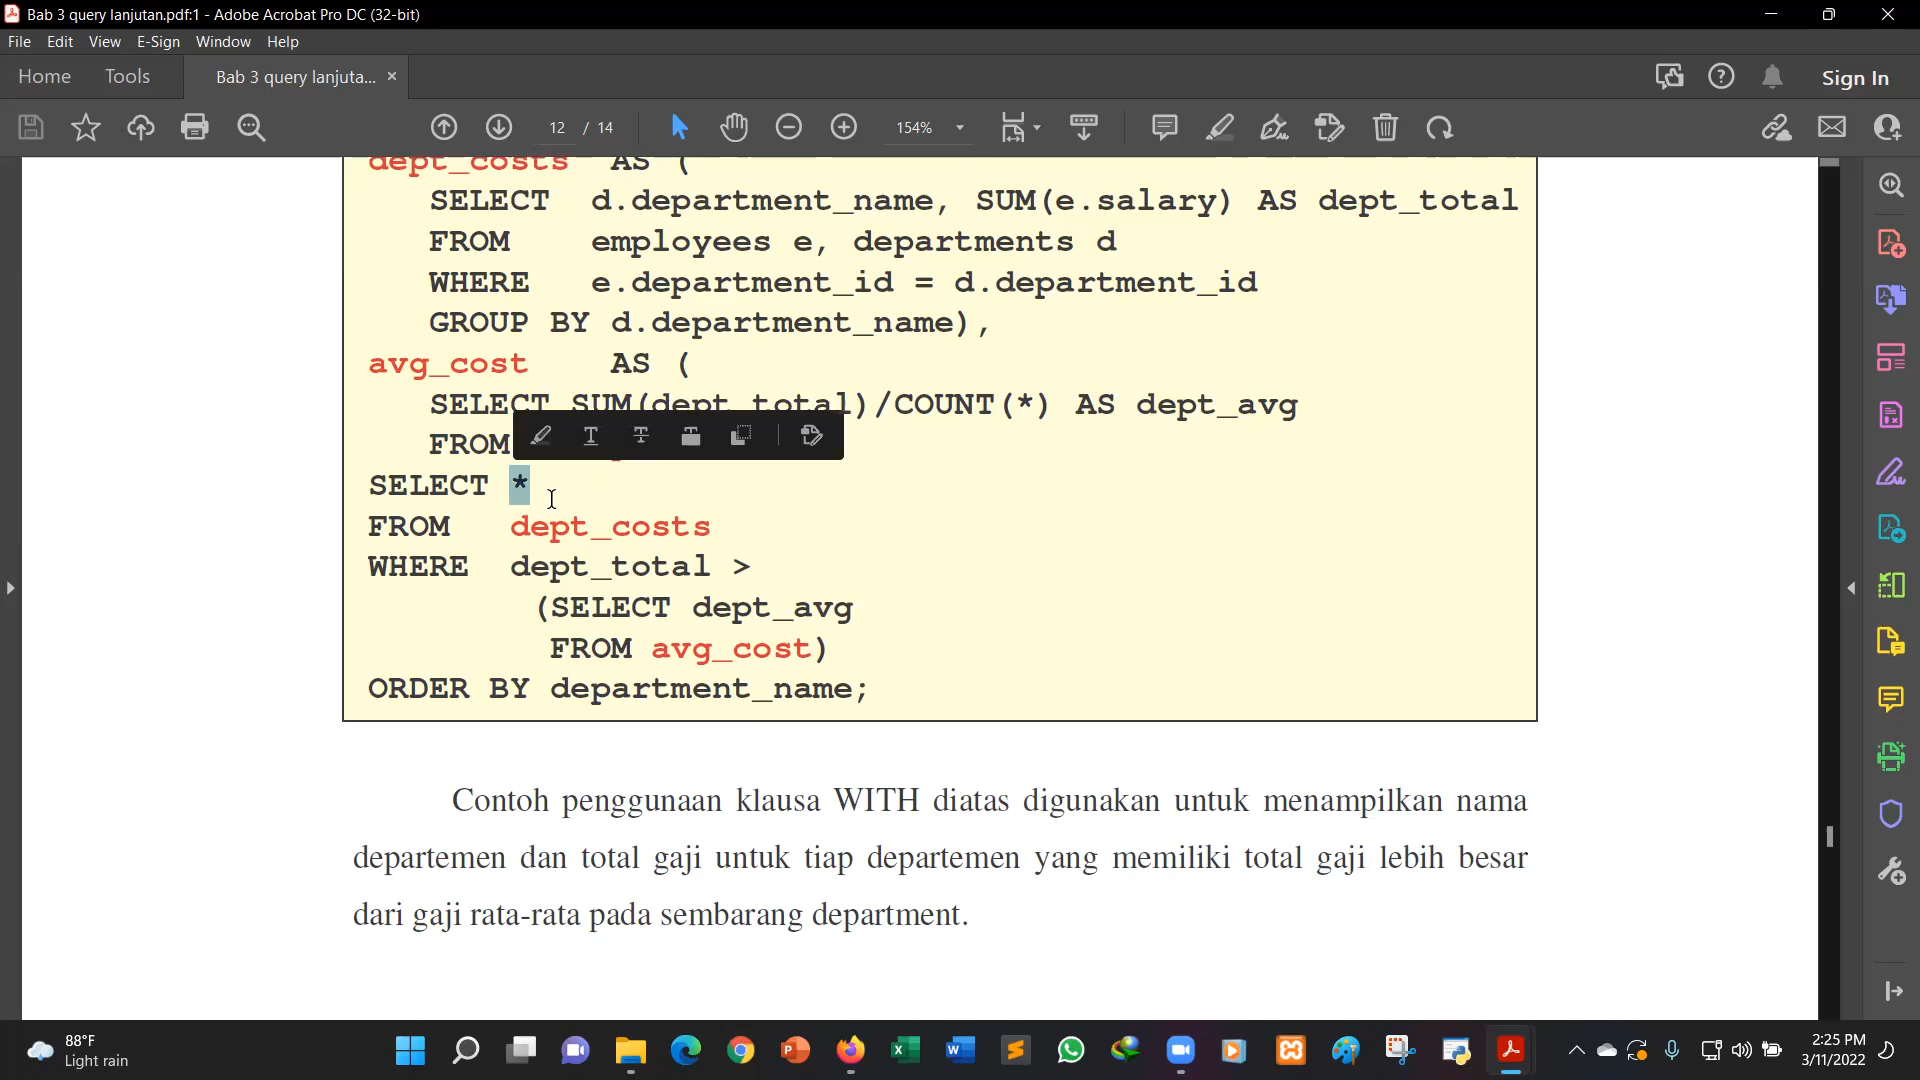 Bab 3 query lanjutan.pdf:1 - Adobe Acrobat Pro DC (32-bit)
File Edit View E-Sign Window Help
Home Tools Bab 3 query lanjuta... × Sign In
12 / 14 154%
dept_costs AS (
SELECT d.department_name, SUM(e.salary) AS dept_total
FROM employees e, departments d
WHERE e.department_id = d.department_id
GROUP BY d.department_name),
avg_cost AS (
SELECT SUM(dept_total)/COUNT(*) AS dept_avg
FROM
SELECT *
FROM dept_costs
WHERE dept_total >
(SELECT dept_avg
FROM avg_cost)
ORDER BY department_name;
Contoh penggunaan klausa WITH diatas digunakan untuk menampilkan nama
departemen dan total gaji untuk tiap departemen yang memiliki total gaji lebih besar
dari gaji rata-rata pada sembarang department.
88°F
Light rain
2:25 PM
3/11/2022